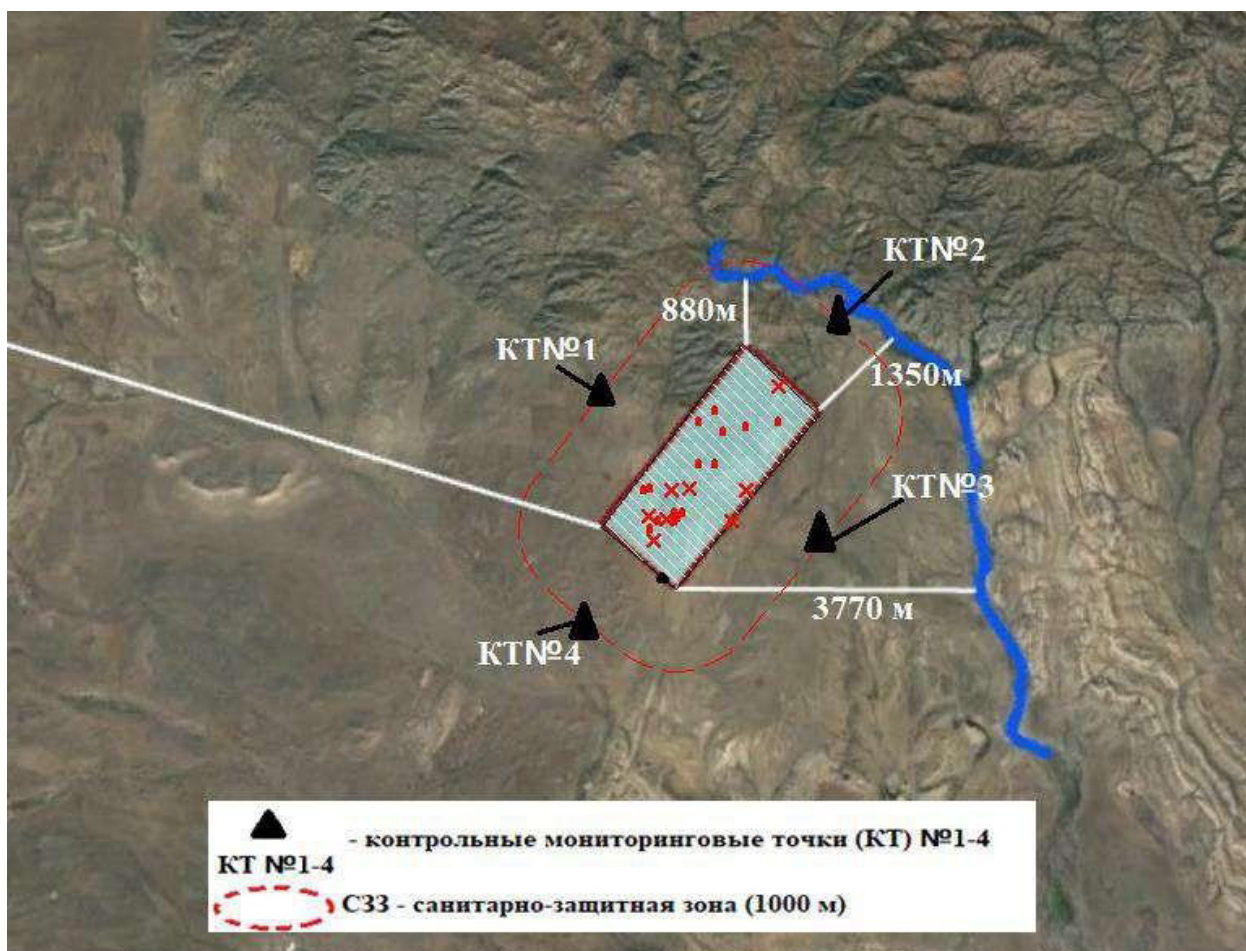 КТ№2
880м
КТ№1
1350м
КТ№3
3770 м
КТ№4
- контрольные мониторинговые точки (КТ) №1-4
КТ №1-4
СЗЗ - санитарно-защитная зона (1000 м)